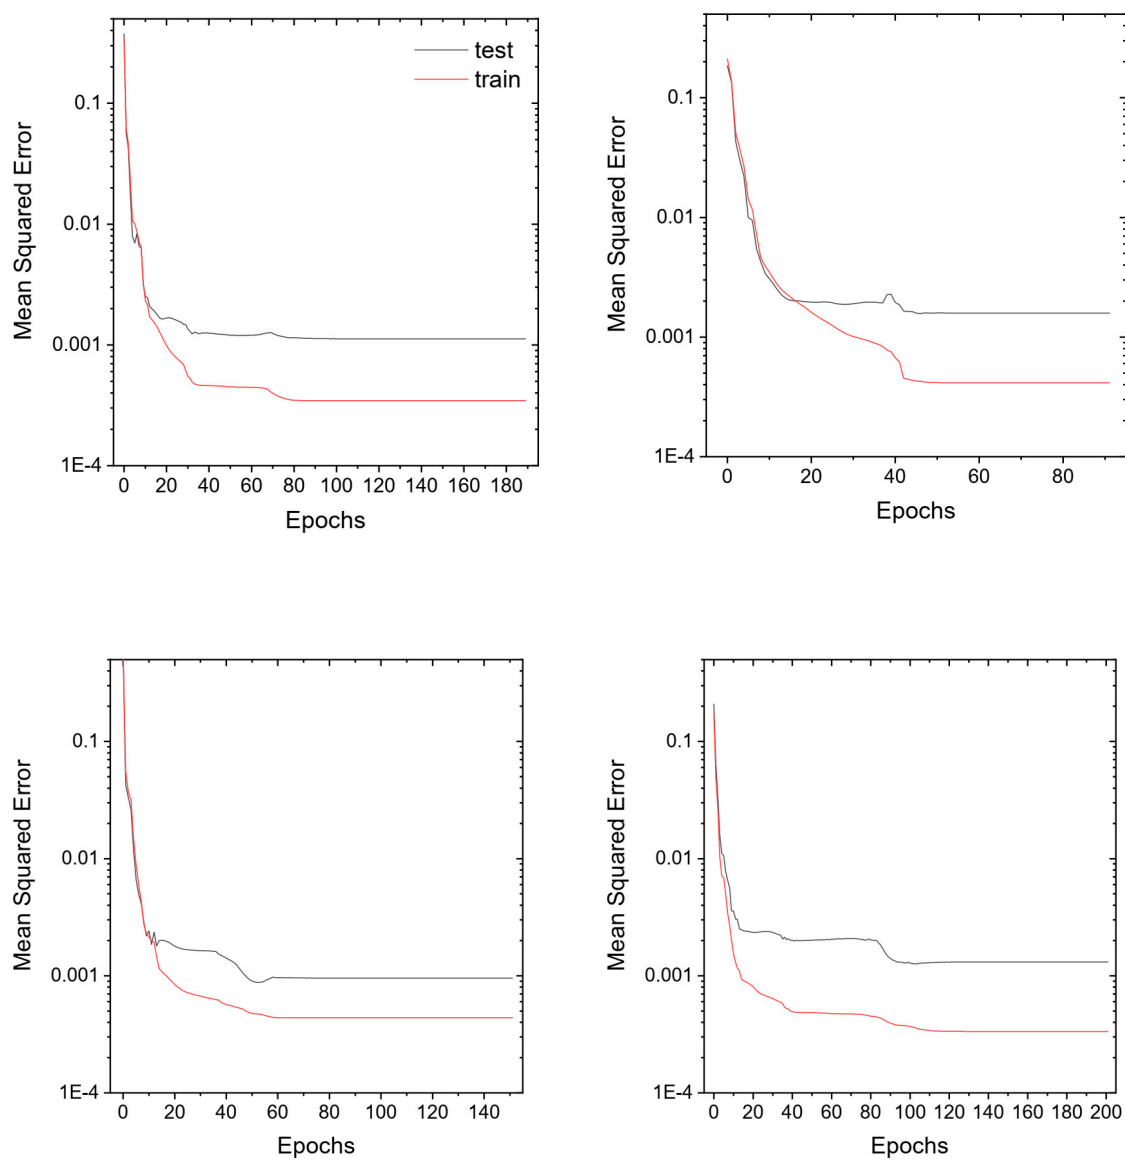 test
train
0.1
0.01
0.001
1E-4
Mean Squared Error
0 20 40 60 80 100 120 140 160 180
Epochs
0.1
0.01
0.001
1E-4
Mean Squared Error
0 20 40 60 80
Epochs
0.1
0.01
0.001
1E-4
Mean Squared Error
0 20 40 60 80 100 120 140
Epochs
0.1
0.01
0.001
1E-4
Mean Squared Error
0 20 40 60 80 100 120 140 160 180 200
Epochs